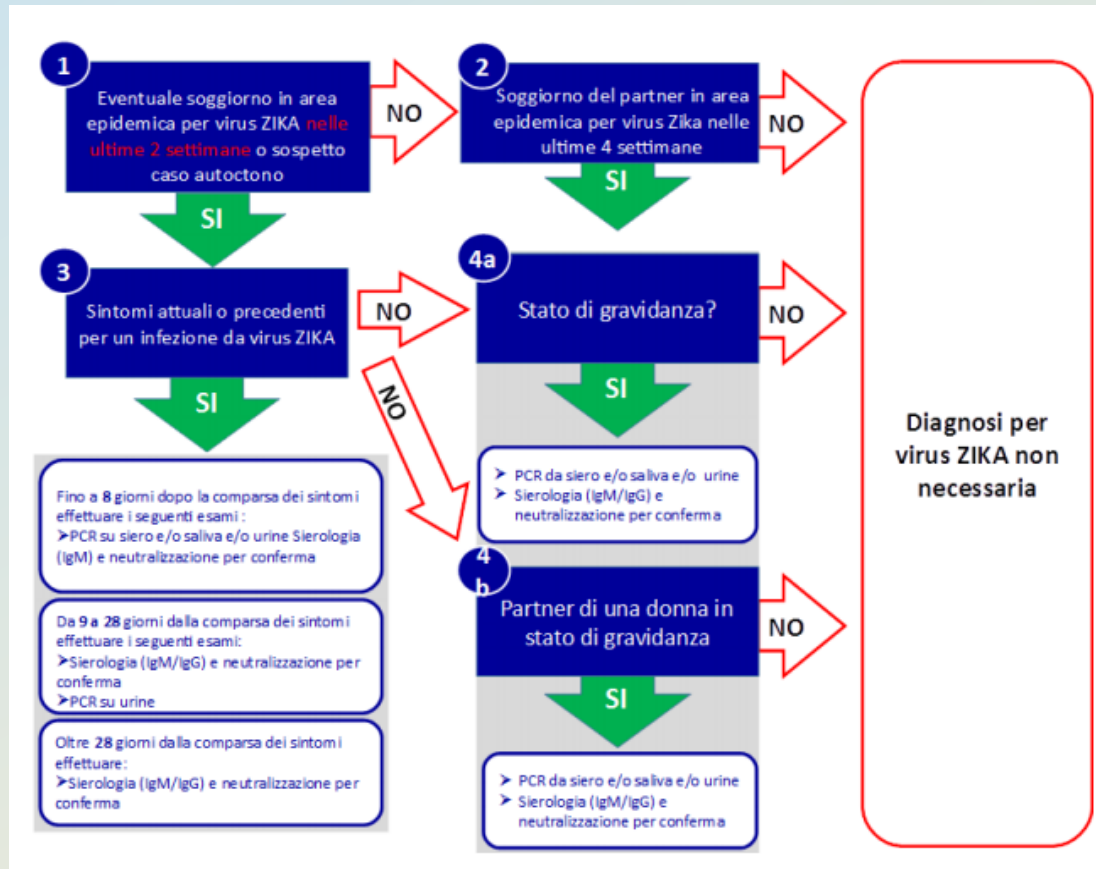 1
Eventuale soggiorno in area
epidemica per virus ZIKA nelle
ultime 2 settimane o sospetto
caso autoctono
NO
2
Soggiorno del partner in area
epidemica per virus Zika nelle
ultime 4 settimane
NO
SI
SI
3
Sintomi attuali o precedenti
per un infezione da virus ZIKA
NO
4a
Stato di gravidanza?
NO
SI
NO
SI
Fino a 8 giorni dopo la comparsa dei sintomi
effettuare i seguenti esami :
➤PCR su siero e/o saliva e/o urine Sierologia
(IgM) e neutralizzazione per conferma
Da 9 a 28 giorni dalla comparsa dei sintomi
effettuare i seguenti esami:
➤Sierologia (IgM/IgG) e neutralizzazione per
conferma
➤PCR su urine
Oltre 28 giorni dalla comparsa dei sintomi
effettuare:
➤Sierologia (IgM/IgG) e neutralizzazione per
conferma
➤ PCR da siero e/o saliva e/o urine
➤ Sierologia (IgM/IgG) e
neutralizzazione per conferma
4
b
Partner di una donna in
stato di gravidanza
NO
SI
➤ PCR da siero e/o saliva e/o urine
➤ Sierologia (IgM/IgG) e
neutralizzazione per conferma
Diagnosi per
virus ZIKA non
necessaria